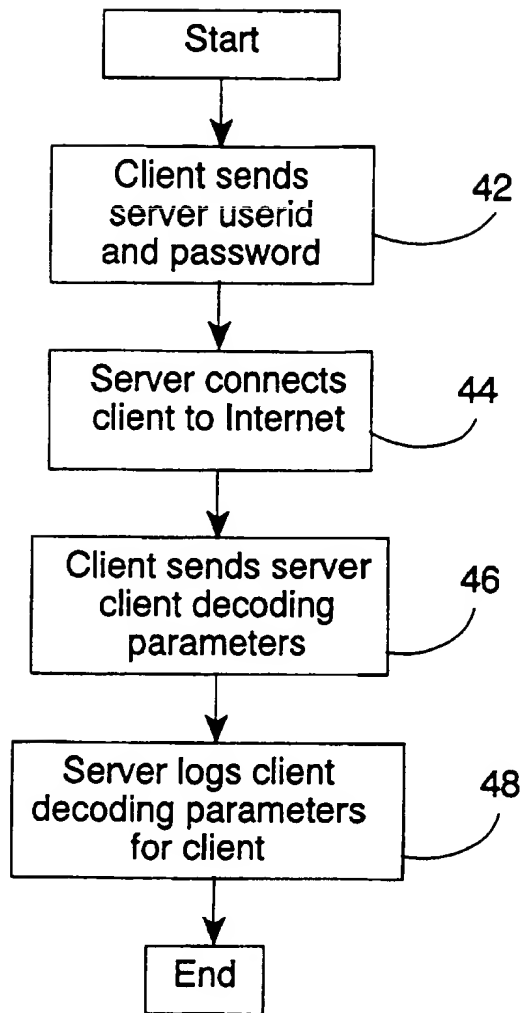 Start
Client sends
server userid
and password
42
Server connects
client to Internet
44
Client sends server
client decoding
parameters
46
Server logs client
decoding parameters
for client
48
End